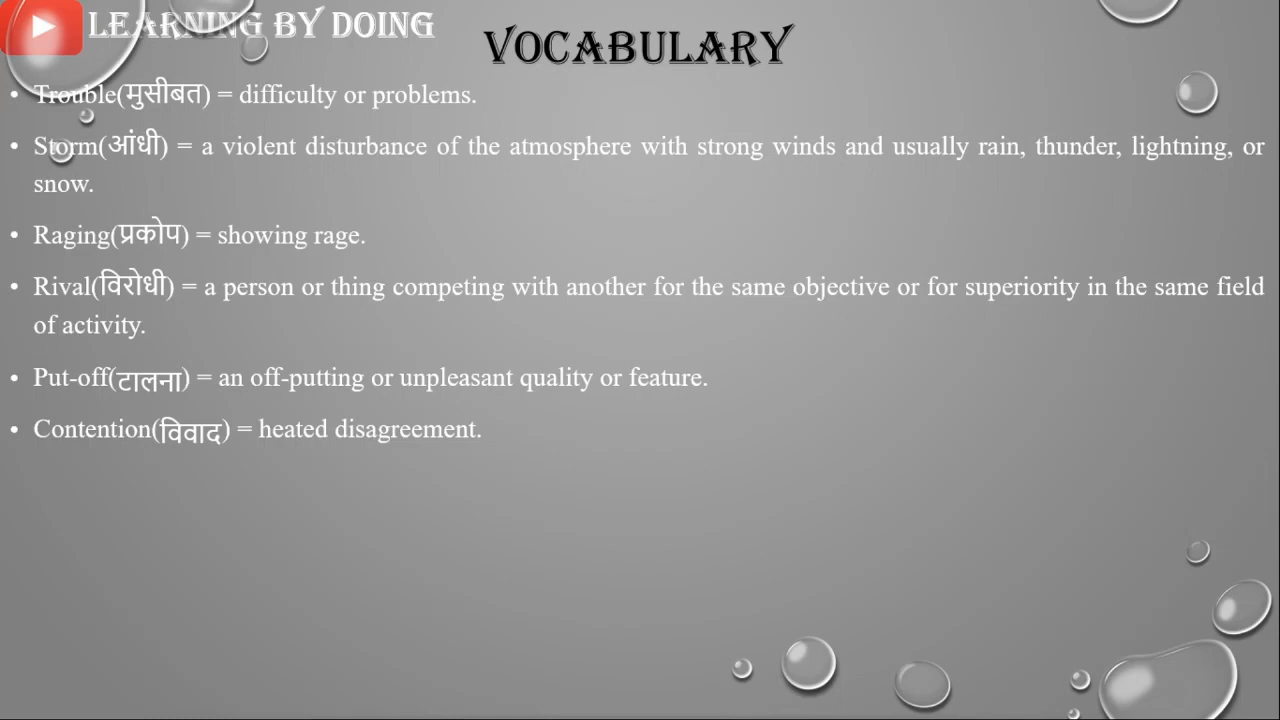 LEARNING BY DOING
VOCABULARY
• Trouble(मुसीबत) = difficulty or problems.
• Storm(आंधी) = a violent disturbance of the atmosphere with strong winds and usually rain, thunder, lightning, or
snow.
• Raging(प्रकोप) = showing rage.
• Rival(विरोधी) = a person or thing competing with another for the same objective or for superiority in the same field
of activity.
• Put-off(टालना) = an off-putting or unpleasant quality or feature.
• Contention(विवाद) = heated disagreement.